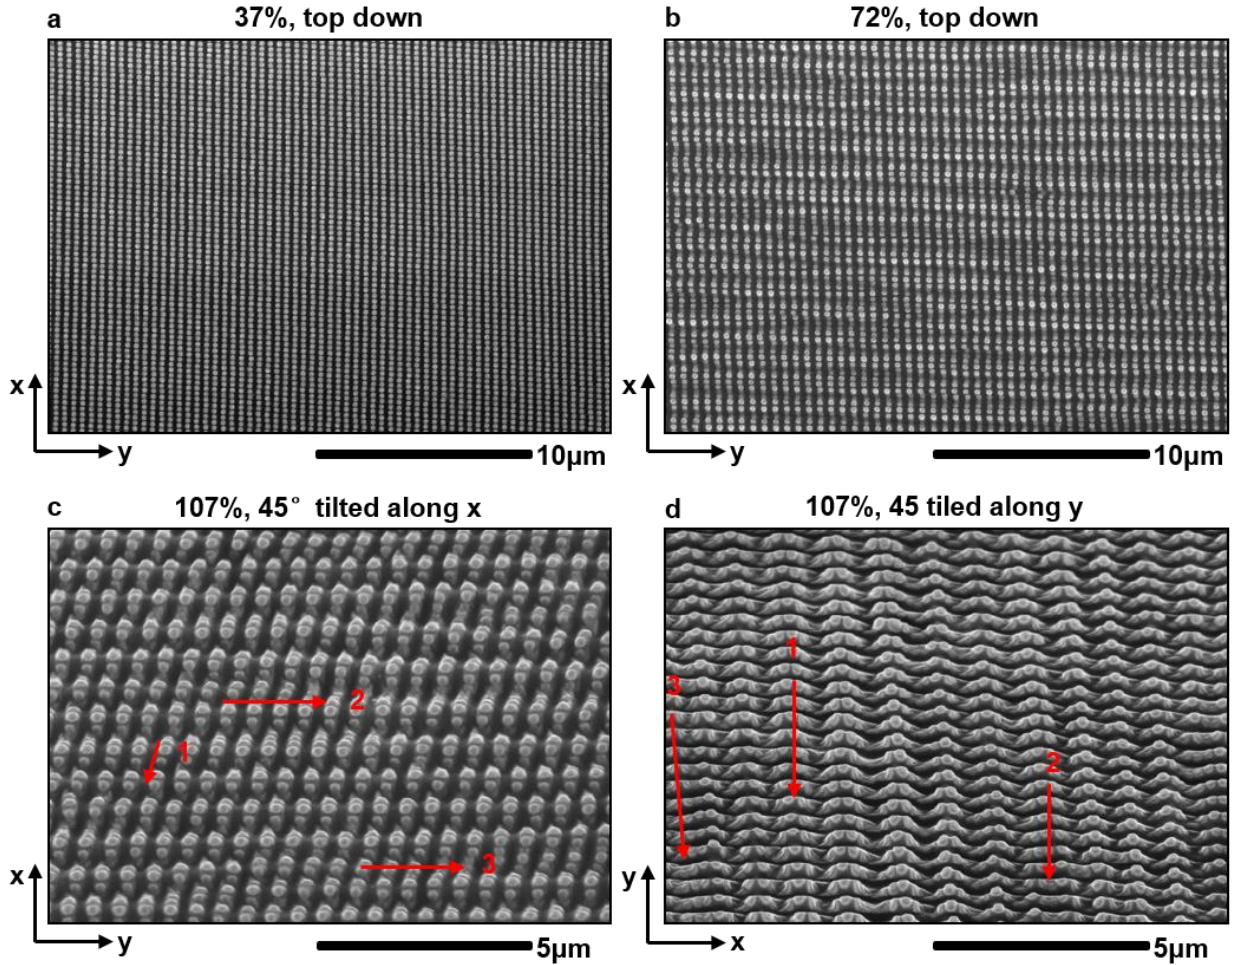 a
37%, top down
b
72%, top down
x
y
10μm
x
y
10μm
c
107%, 45° tilted along x
d
107%, 45 tiled along y
1
2
3
x
y
5μm
1
2
3
y
x
5μm